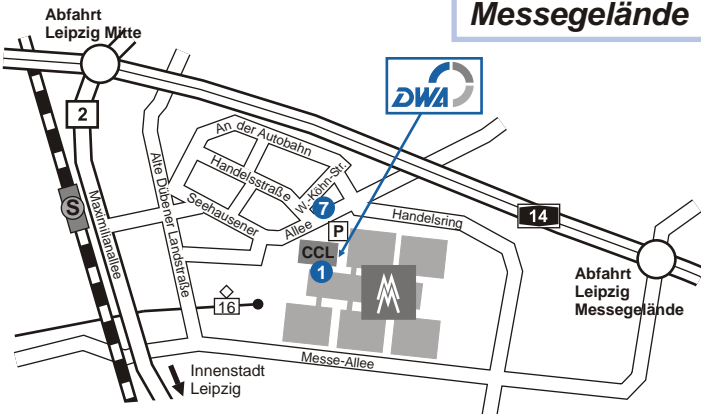 Messegelände
Abfahrt
Leipzig Mitte
DWA
2
An der Autobahn
Handelsstraße
W.-Köhn-Str.
Seehausener
Allee
Alte Dübener Landstraße
Maximilianallee
S
7
P
Handelsring
14
CCL
1
16
Abfahrt
Leipzig
Messegelände
Messe-Allee
Innenstadt
Leipzig